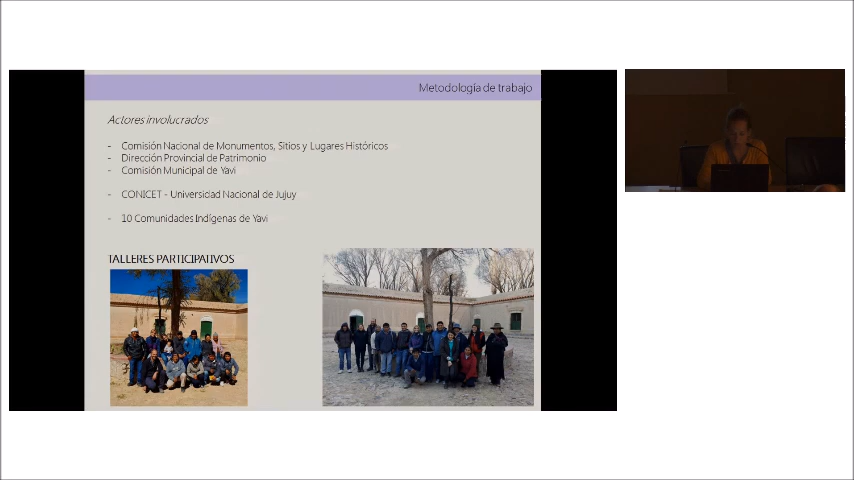 Metodología de trabajo
Actores involucrados
- Comisión Nacional de Monumentos, Sitios y Lugares Históricos
- Dirección Provincial de Patrimonio
- Comisión Municipal de Yavi
- CONICET - Universidad Nacional de Jujuy
- 10 Comunidades Indígenas de Yavi
TALLERES PARTICIPATIVOS